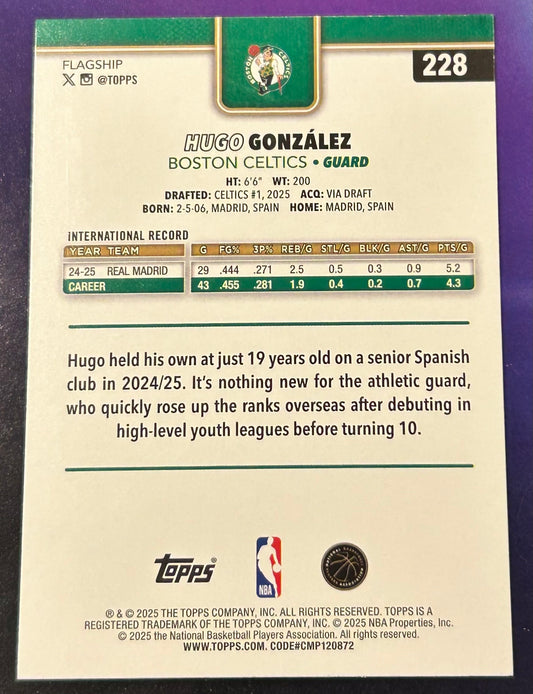 FLAGSHIP
X @TOPPS
BOSTON CELTICS
228
HUGO GONZÁLEZ
BOSTON CELTICS • GUARD
HT: 6'6" WT: 200
DRAFTED: CELTICS #1, 2025 ACQ: VIA DRAFT
BORN: 2-5-06, MADRID, SPAIN HOME: MADRID, SPAIN
iNTERNATIONAL RECORD
YEAR TEAM G FG% 3P% REB/G STL/G BLK/G AST/G PTS/G
24-25 REAL MADRID 29 .444 .271 2.5 0.5 0.3 0.9 5.2
CAREER 43 .455 .281 1.9 0.4 0.2 0.7 4.3
Hugo held his own at just 19 years old on a senior Spanish
club in 2024/25. It's nothing new for the athletic guard,
who quickly rose up the ranks overseas after debuting in
high-level youth leagues before turning 10.
TOPPS®
NBA
NATIONAL BASKETBALL PLAYERS ASSOCIATION
® & © 2025 THE TOPPS COMPANY, INC. ALL RIGHTS RESERVED. TOPPS IS A
REGISTERED TRADEMARK OF THE TOPPS COMPANY, INC. © 2025 NBA Properties, Inc.
© 2025 the National Basketball Players Association. All rights reserved.
WWW.TOPPS.COM. CODE#CMP120872